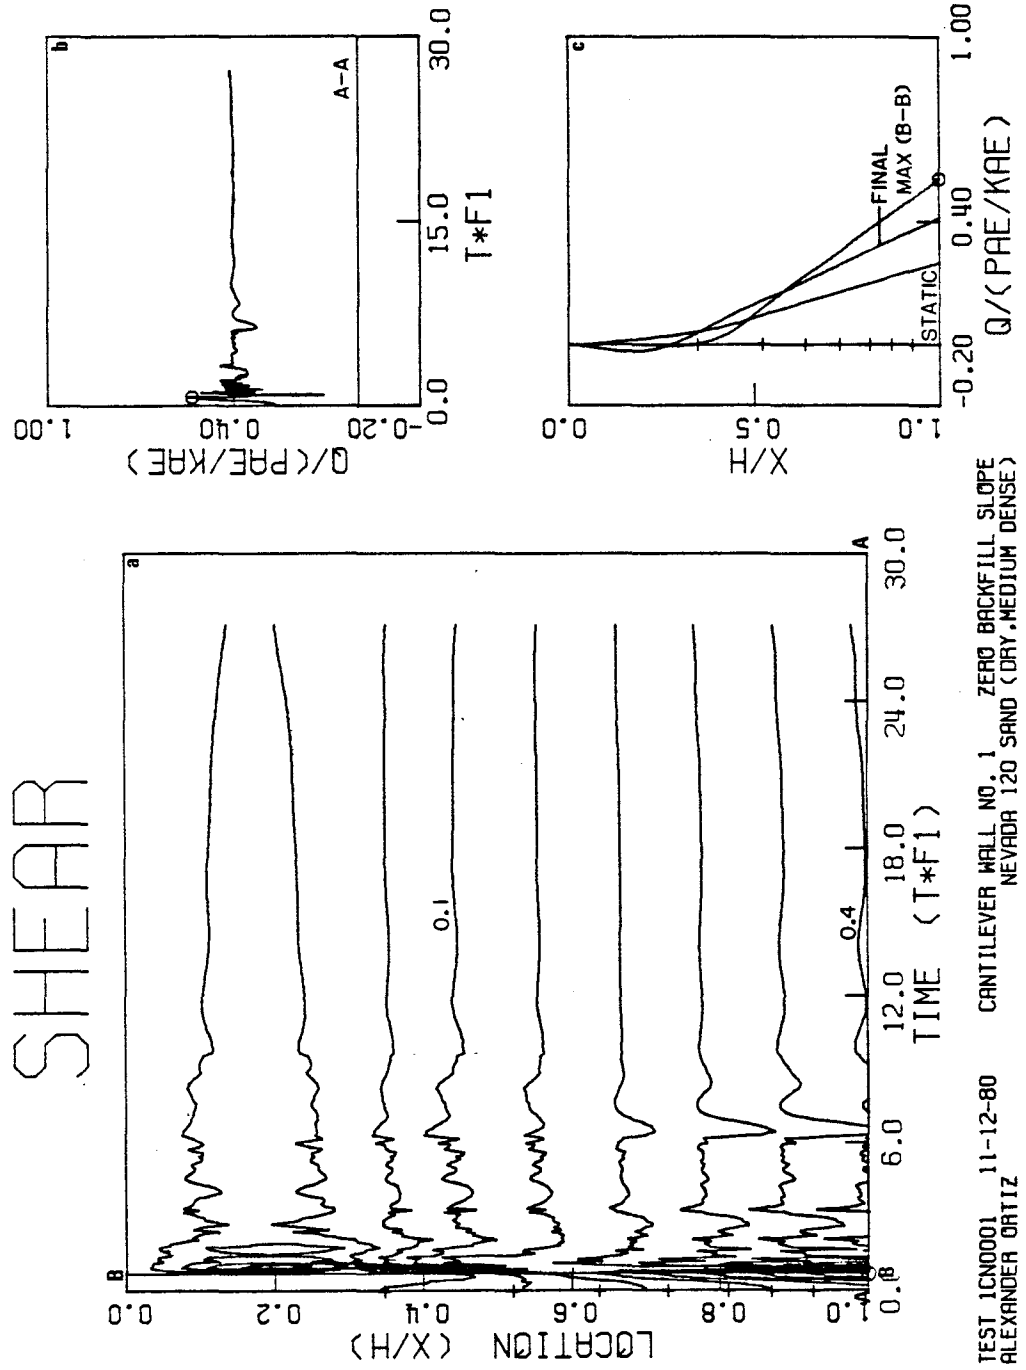 SHEAR
a
LOCATION (X/H)
0.0
0.2
0.4
0.6
0.8
1.0
B
B
A
A
0.1
0.4
0.0
6.0
12.0
18.0
24.0
30.0
TIME (T*F1)
b
Q/(PAE/KAE)
1.00
0.40
-0.20
A-A
0.0
15.0
30.0
T*F1
c
X/H
0.0
0.5
1.0
STATIC
FINAL
MAX (B-B)
-0.20
0.40
1.00
Q/(PAE/KAE)
TEST 1CN0001 11-12-80 CANTILEVER WALL NO. 1 ZERO BACKFILL SLOPE
ALEXANDER ORTIZ NEVADA 120 SAND (DRY,MEDIUM DENSE)